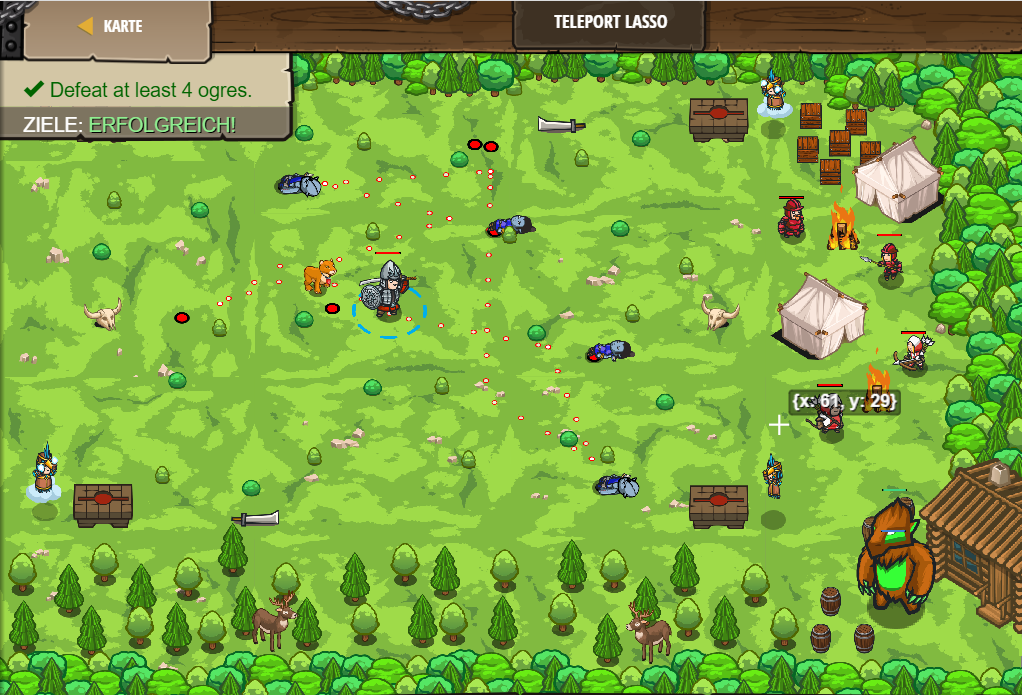 KARTE
TELEPORT LASSO
Defeat at least 4 ogres.
ZIELE: ERFOLGREICH!
{x: 61, y: 29}